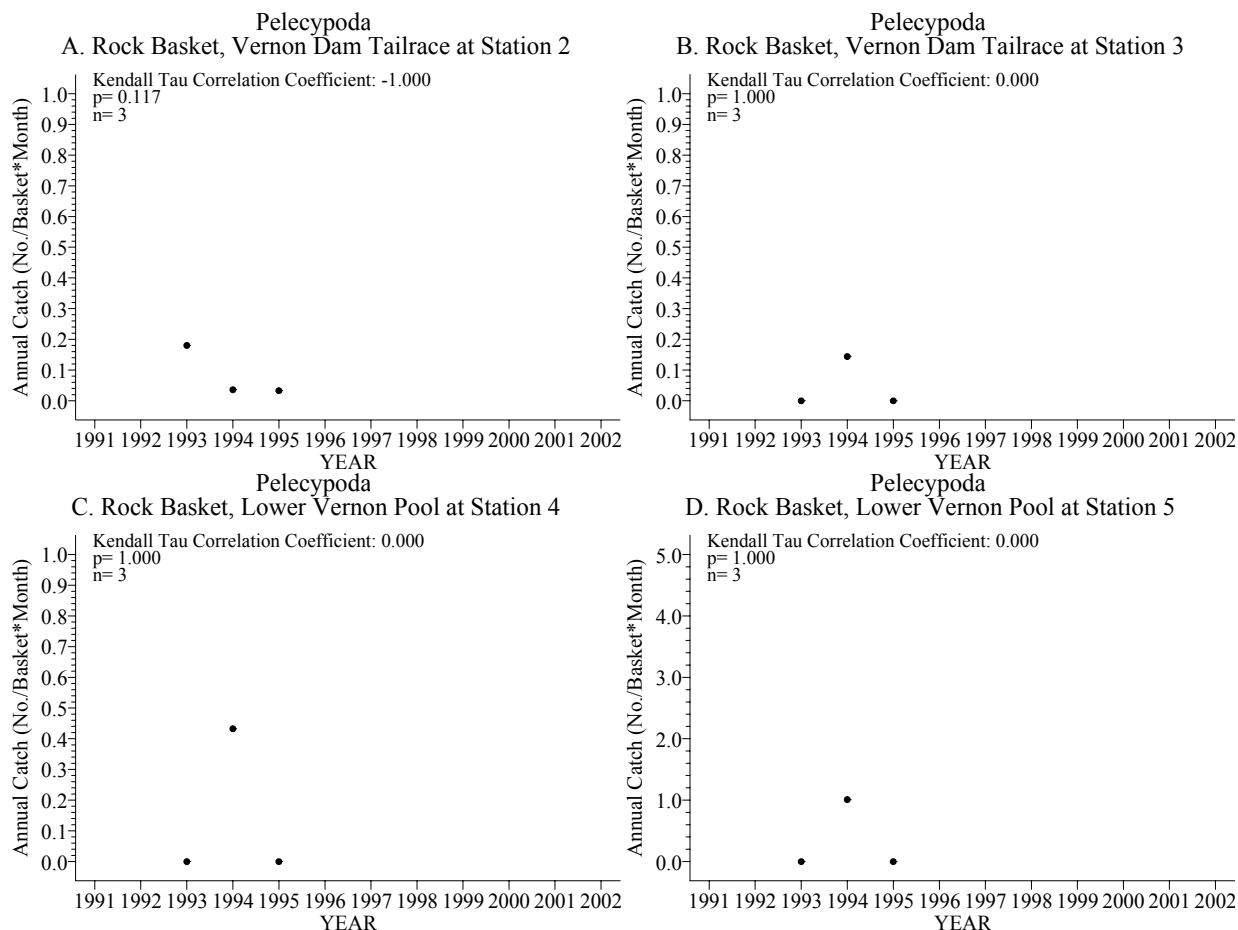 Pelecypoda
A. Rock Basket, Vernon Dam Tailrace at Station 2
Kendall Tau Correlation Coefficient: -1.000
p= 0.117
n= 3
Annual Catch (No./Basket*Month)
1.0
0.9
0.8
0.7
0.6
0.5
0.4
0.3
0.2
0.1
0.0
1991 1992 1993 1994 1995 1996 1997 1998 1999 2000 2001 2002
YEAR
Pelecypoda
B. Rock Basket, Vernon Dam Tailrace at Station 3
Kendall Tau Correlation Coefficient: 0.000
p= 1.000
n= 3
Annual Catch (No./Basket*Month)
1.0
0.9
0.8
0.7
0.6
0.5
0.4
0.3
0.2
0.1
0.0
1991 1992 1993 1994 1995 1996 1997 1998 1999 2000 2001 2002
YEAR
Pelecypoda
C. Rock Basket, Lower Vernon Pool at Station 4
Kendall Tau Correlation Coefficient: 0.000
p= 1.000
n= 3
Annual Catch (No./Basket*Month)
1.0
0.9
0.8
0.7
0.6
0.5
0.4
0.3
0.2
0.1
0.0
1991 1992 1993 1994 1995 1996 1997 1998 1999 2000 2001 2002
YEAR
Pelecypoda
D. Rock Basket, Lower Vernon Pool at Station 5
Kendall Tau Correlation Coefficient: 0.000
p= 1.000
n= 3
Annual Catch (No./Basket*Month)
5.0
4.0
3.0
2.0
1.0
0.0
1991 1992 1993 1994 1995 1996 1997 1998 1999 2000 2001 2002
YEAR